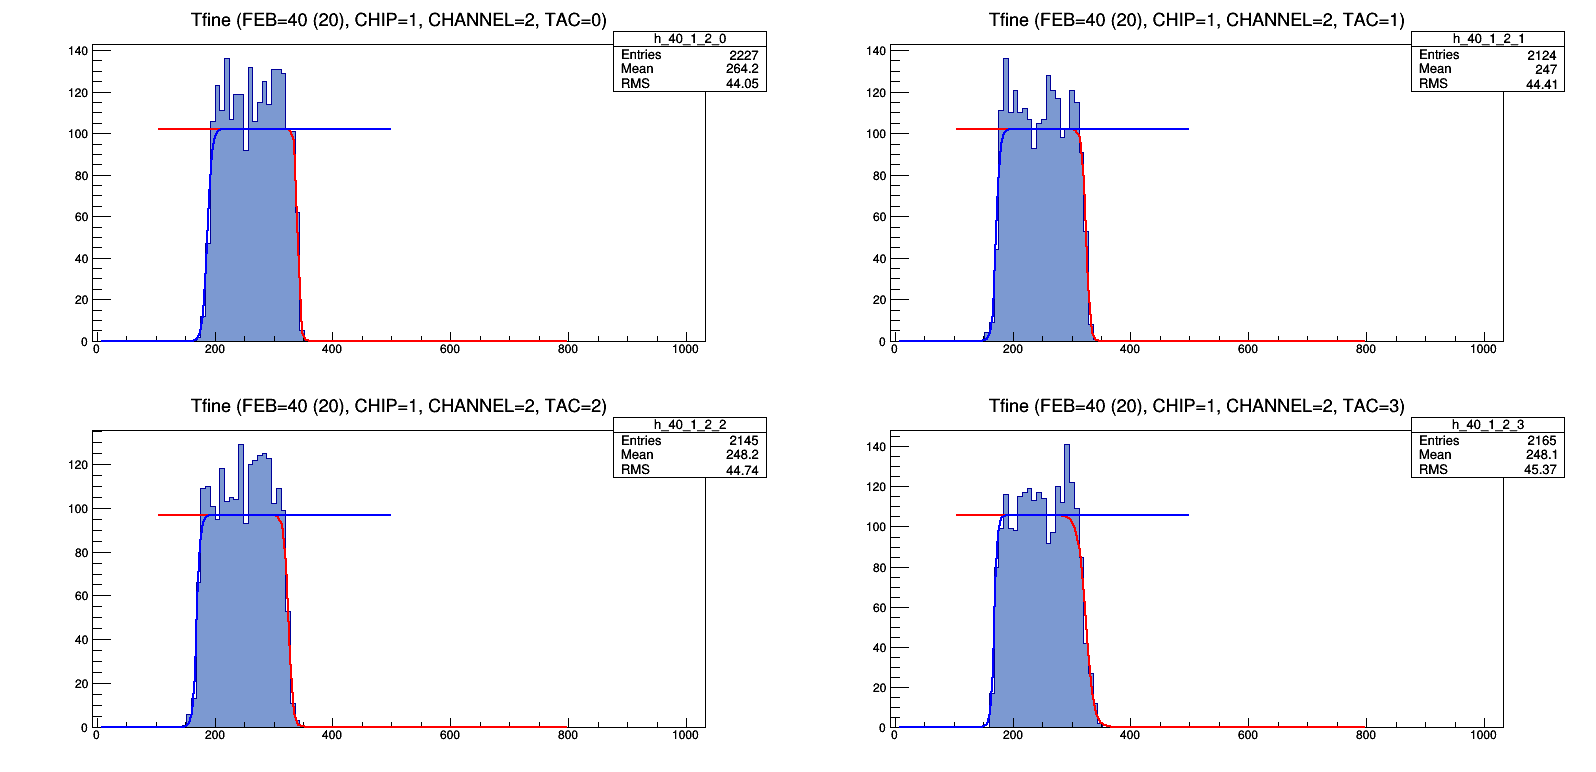 Tfine (FEB=40 (20), CHIP=1, CHANNEL=2, TAC=0)
h_40_1_2_0
Entries 2227
Mean 264.2
RMS 44.05
140
120
100
80
60
40
20
0
0 200 400 600 800 1000
Tfine (FEB=40 (20), CHIP=1, CHANNEL=2, TAC=1)
h_40_1_2_1
Entries 2124
Mean 247
RMS 44.41
140
120
100
80
60
40
20
0
0 200 400 600 800 1000
Tfine (FEB=40 (20), CHIP=1, CHANNEL=2, TAC=2)
h_40_1_2_2
Entries 2145
Mean 248.2
RMS 44.74
120
100
80
60
40
20
0
0 200 400 600 800 1000
Tfine (FEB=40 (20), CHIP=1, CHANNEL=2, TAC=3)
h_40_1_2_3
Entries 2165
Mean 248.1
RMS 45.37
140
120
100
80
60
40
20
0
0 200 400 600 800 1000